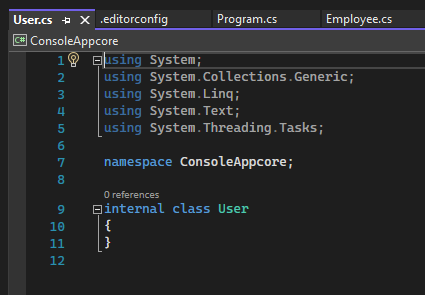 User.cs .editorconfig Program.cs Employee.cs
C# ConsoleAppcore
1 using System;
2 using System.Collections.Generic;
3 using System.Linq;
4 using System.Text;
5 using System.Threading.Tasks;
6
7 namespace ConsoleAppcore;
8
0 references
9 internal class User
10 {
11 }
12